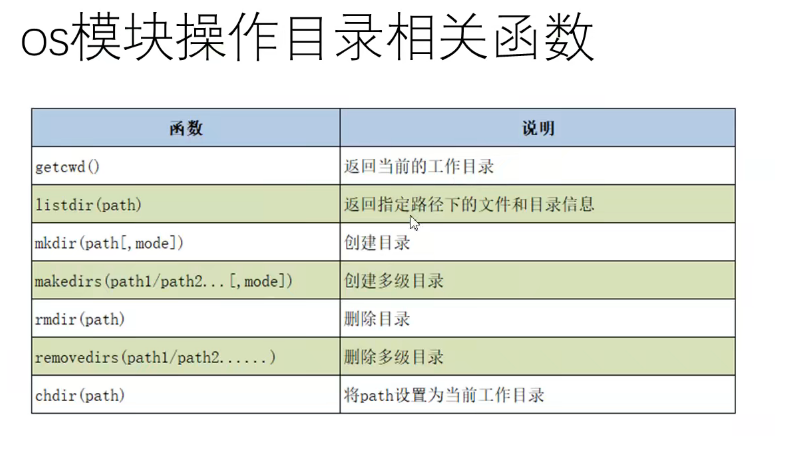 os模块操作目录相关函数
函数 说明
getcwd() 返回当前的工作目录
listdir(path) 返回指定路径下的文件和目录信息
mkdir(path[,mode]) 创建目录
makedirs(path1/path2...[,mode]) 创建多级目录
rmdir(path) 删除目录
removedirs(path1/path2......) 删除多级目录
chdir(path) 将path设置为当前工作目录